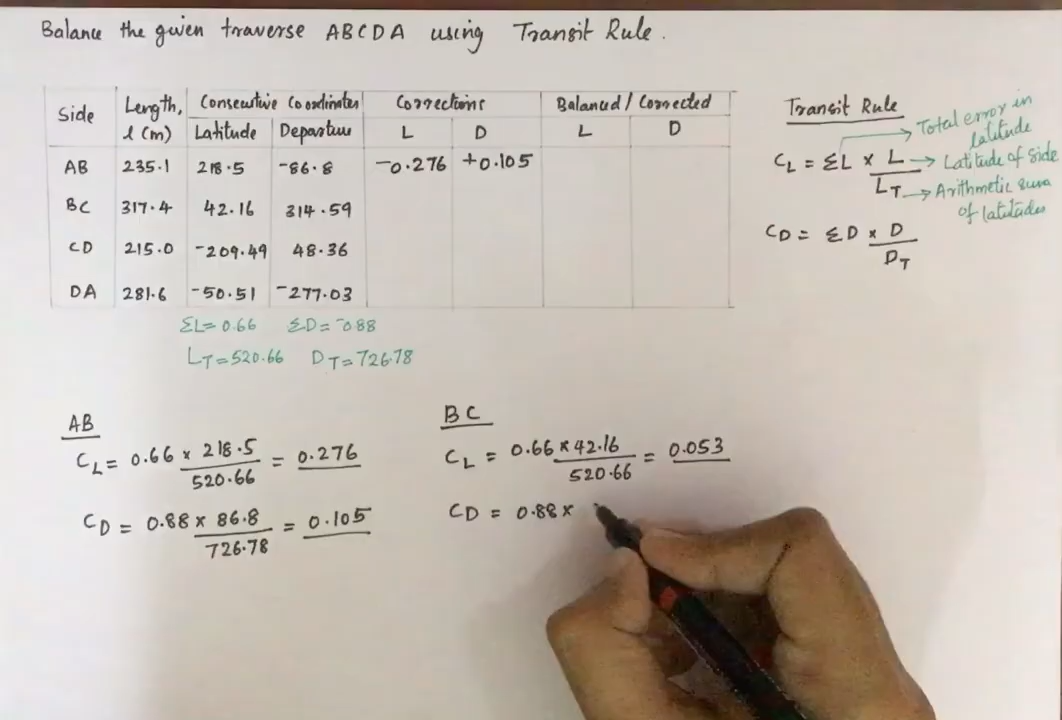 Balance the given traverse ABCDA using Transit Rule.
Side Length, l (m) Consecutive Coordinates Corrections Balanced / Corrected
Latitude Departure L D L D
AB 235.1 218.5 -86.8 -0.276 +0.105
BC 317.4 42.16 314.59
CD 215.0 -209.49 48.36
DA 281.6 -50.51 -277.03
ΣL= 0.66 ΣD= -0.88
LT=520.66 DT=726.78
Transit Rule
CL = ΣL × L/LT
→ Total error in latitude
→ Latitude of side
→ Arithmetic sum of latitudes
CD = ΣD × D/DT
AB
CL = 0.66 × 218.5/520.66 = 0.276
CD = 0.88 × 86.8/726.78 = 0.105
BC
CL = 0.66 × 42.16/520.66 = 0.053
CD = 0.88 ×